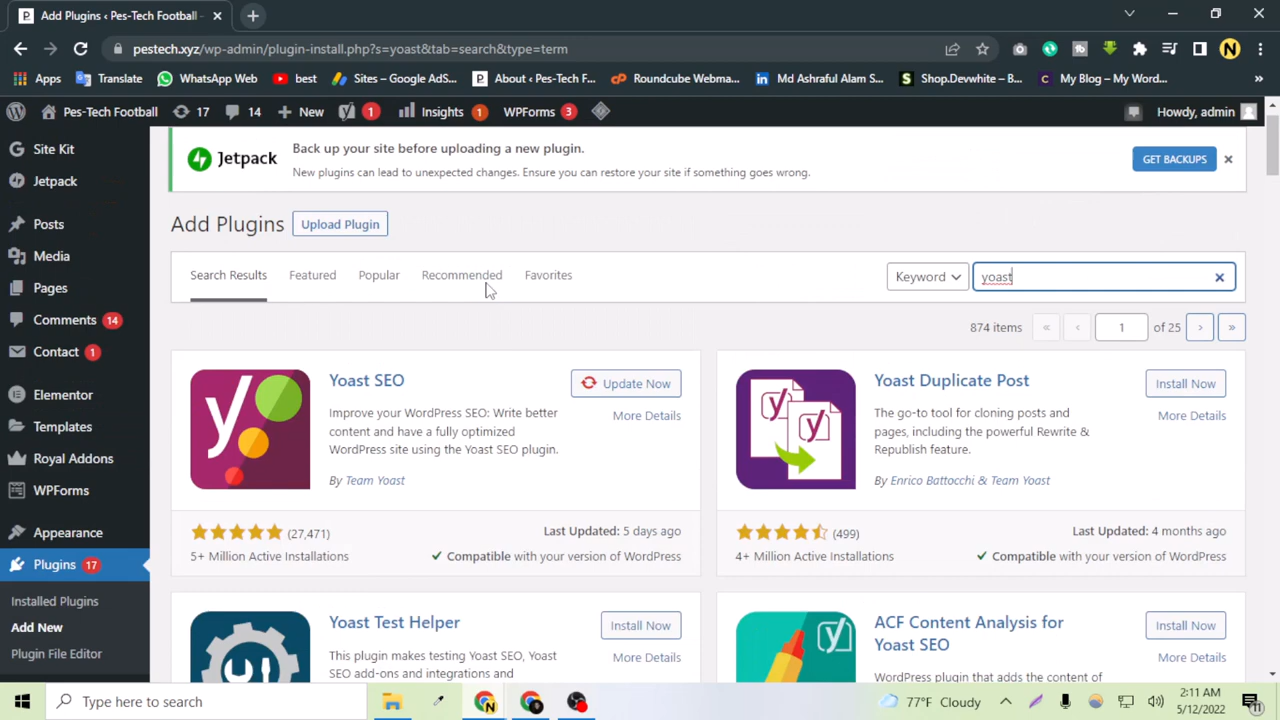 Add Plugins ‹ Pes-Tech Football -
pestech.xyz/wp-admin/plugin-install.php?s=yoast&tab=search&type=term
Apps Translate WhatsApp Web best Sites – Google AdS... About ‹ Pes-Tech F... Roundcube Webma... Md Ashraful Alam S... Shop.Devwhite – B... My Blog – My Wor... »
Pes-Tech Football 17 14 New 1 Insights 1 WPForms 3 Howdy, admin
Site Kit
Jetpack
Posts
Media
Pages
Comments 14
Contact 1
Elementor
Templates
Royal Addons
WPForms
Appearance
Plugins 17
Installed Plugins
Add New
Plugin File Editor
Jetpack
Back up your site before uploading a new plugin.
New plugins can lead to unexpected changes. Ensure you can restore your site if something goes wrong.
GET BACKUPS
Add Plugins Upload Plugin
Search Results Featured Popular Recommended Favorites Keyword yoast
874 items « ‹ 1 of 25 › »
Yoast SEO
Update Now
More Details
Improve your WordPress SEO: Write better
content and have a fully optimized
WordPress site using the Yoast SEO plugin.
By Team Yoast
(27,471)
Last Updated: 5 days ago
5+ Million Active Installations
Compatible with your version of WordPress
Yoast Duplicate Post
Install Now
More Details
The go-to tool for cloning posts and
pages, including the powerful Rewrite &
Republish feature.
By Enrico Battocchi & Team Yoast
(499)
Last Updated: 4 months ago
4+ Million Active Installations
Compatible with your version of WordPress
Yoast Test Helper
Install Now
More Details
This plugin makes testing Yoast SEO, Yoast
SEO add-ons and integrations and
ACF Content Analysis for
Yoast SEO
Install Now
More Details
WordPress plugin that adds the content of
Type here to search
77°F Cloudy
2:11 AM
5/12/2022